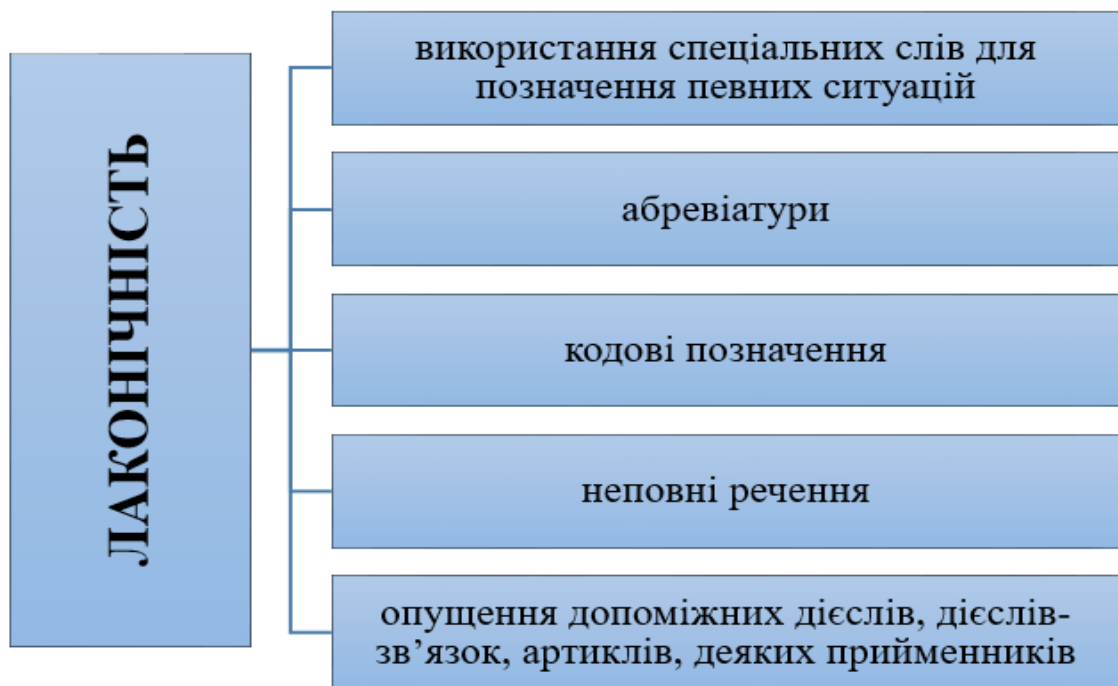 ЛАКОНІЧНІСТЬ
використання спеціальних слів для
позначення певних ситуацій
абревіатури
кодові позначення
неповні речення
опущення допоміжних дієслів, дієслів-
зв’язок, артиклів, деяких прийменників